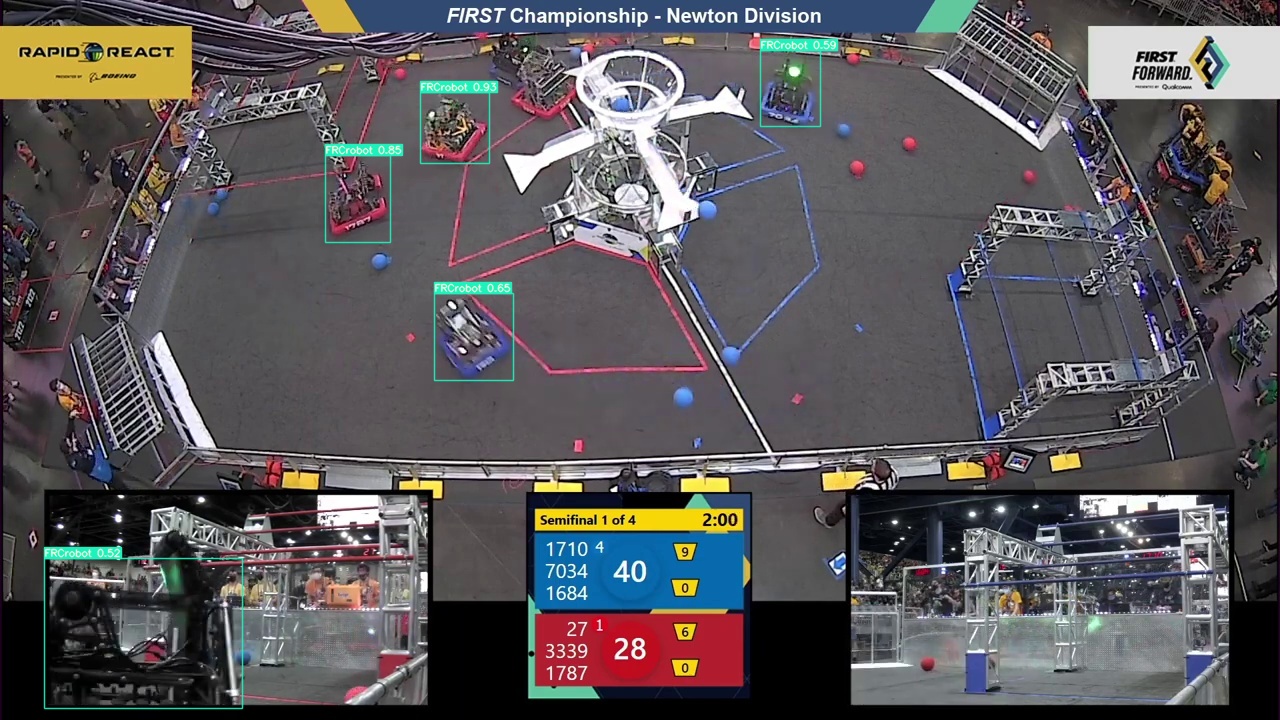 FIRST Championship - Newton Division
RAPID REACT
PRESENTED BY BOEING
FIRST
FORWARD.
PRESENTED BY Qualcomm
FRCrobot 0.59
FRCrobot 0.93
FRCrobot 0.85
FRCrobot 0.65
FRCrobot 0.52
Semifinal 1 of 4 2:00
1710 4
7034
1684
40
9
0
27 1
3339
1787
28
6
0